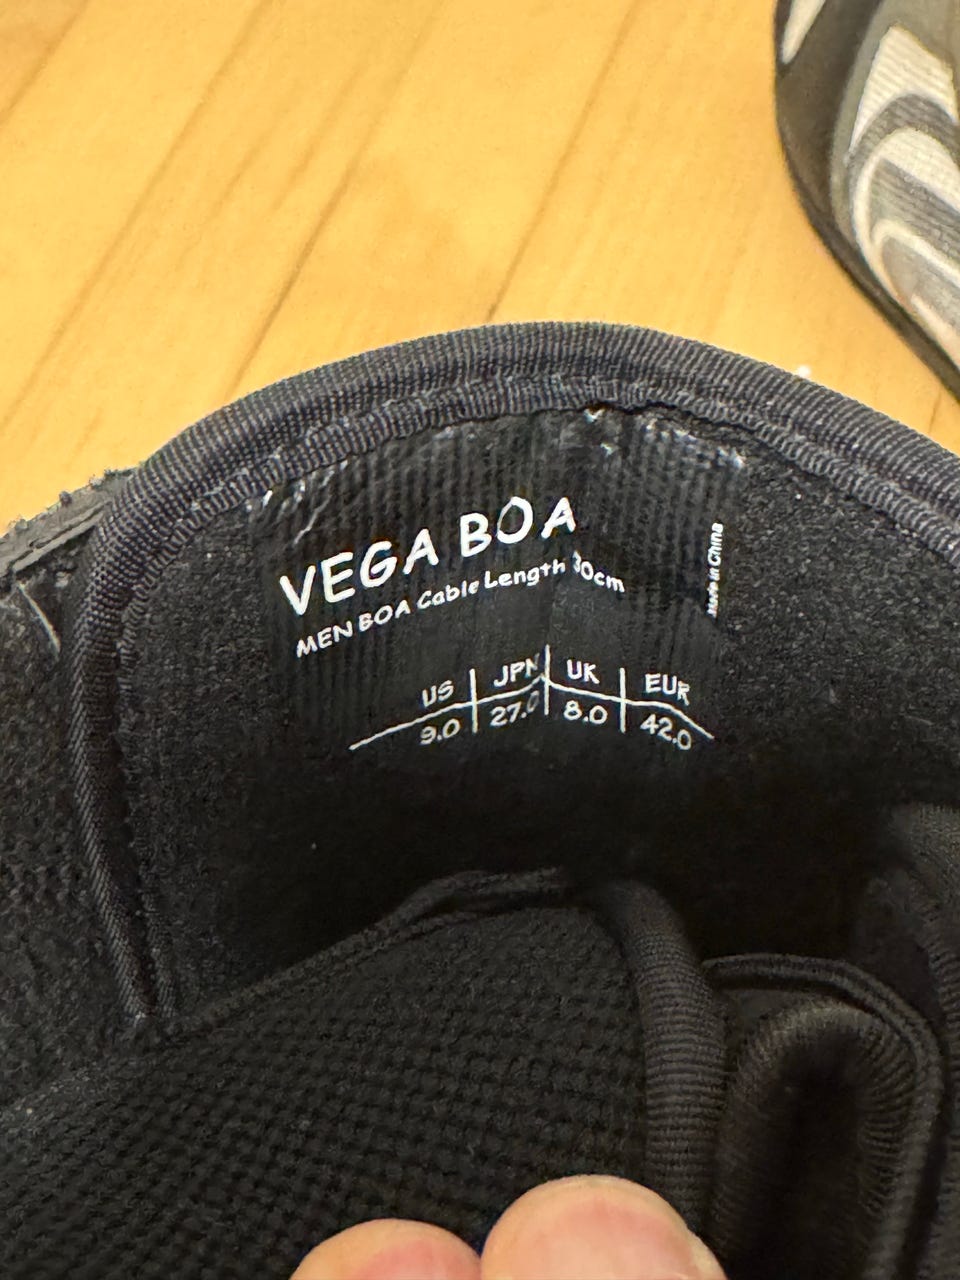 VEGA BOA
MEN BOA Cable Length 30cm
US JPN UK EUR
9.0 27.0 8.0 42.0
Made in China